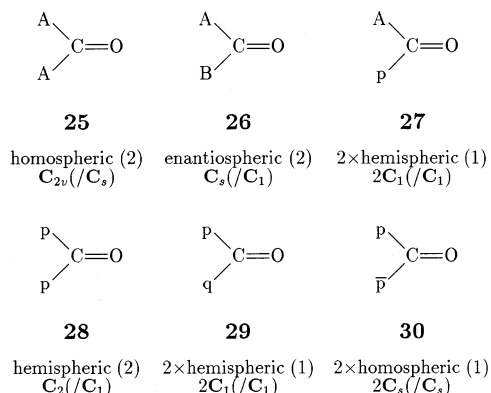 A A A
C=O C=O C=O
A B p
25 26 27
homospheric (2) enantiospheric (2) 2×hemispheric (1)
C₂ᵥ(/Cₛ) Cₛ(/C₁) 2C₁(/C₁)
p p p
C=O C=O C=O
p q p̅
28 29 30
hemispheric (2) 2×hemispheric (1) 2×homospheric (1)
C₂(/C₁) 2C₁(/C₁) 2Cₛ(/Cₛ)